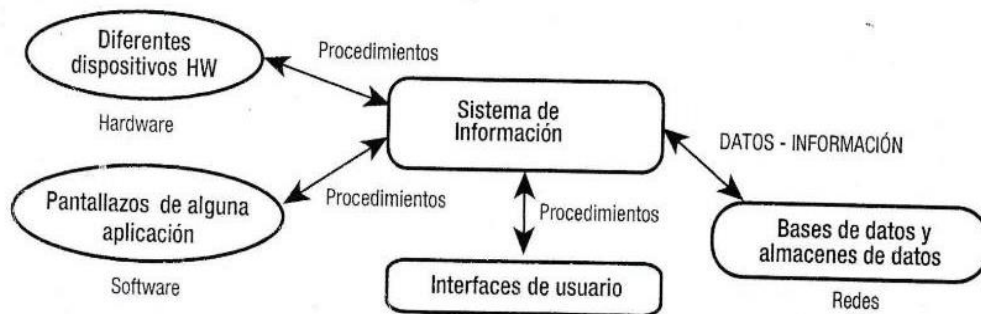 Diferentes
dispositivos HW
Procedimientos
Hardware
Sistema de
Información
DATOS - INFORMACIÓN
Pantallazos de alguna
aplicación
Procedimientos
Procedimientos
Software
Interfaces de usuario
Bases de datos y
almacenes de datos
Redes